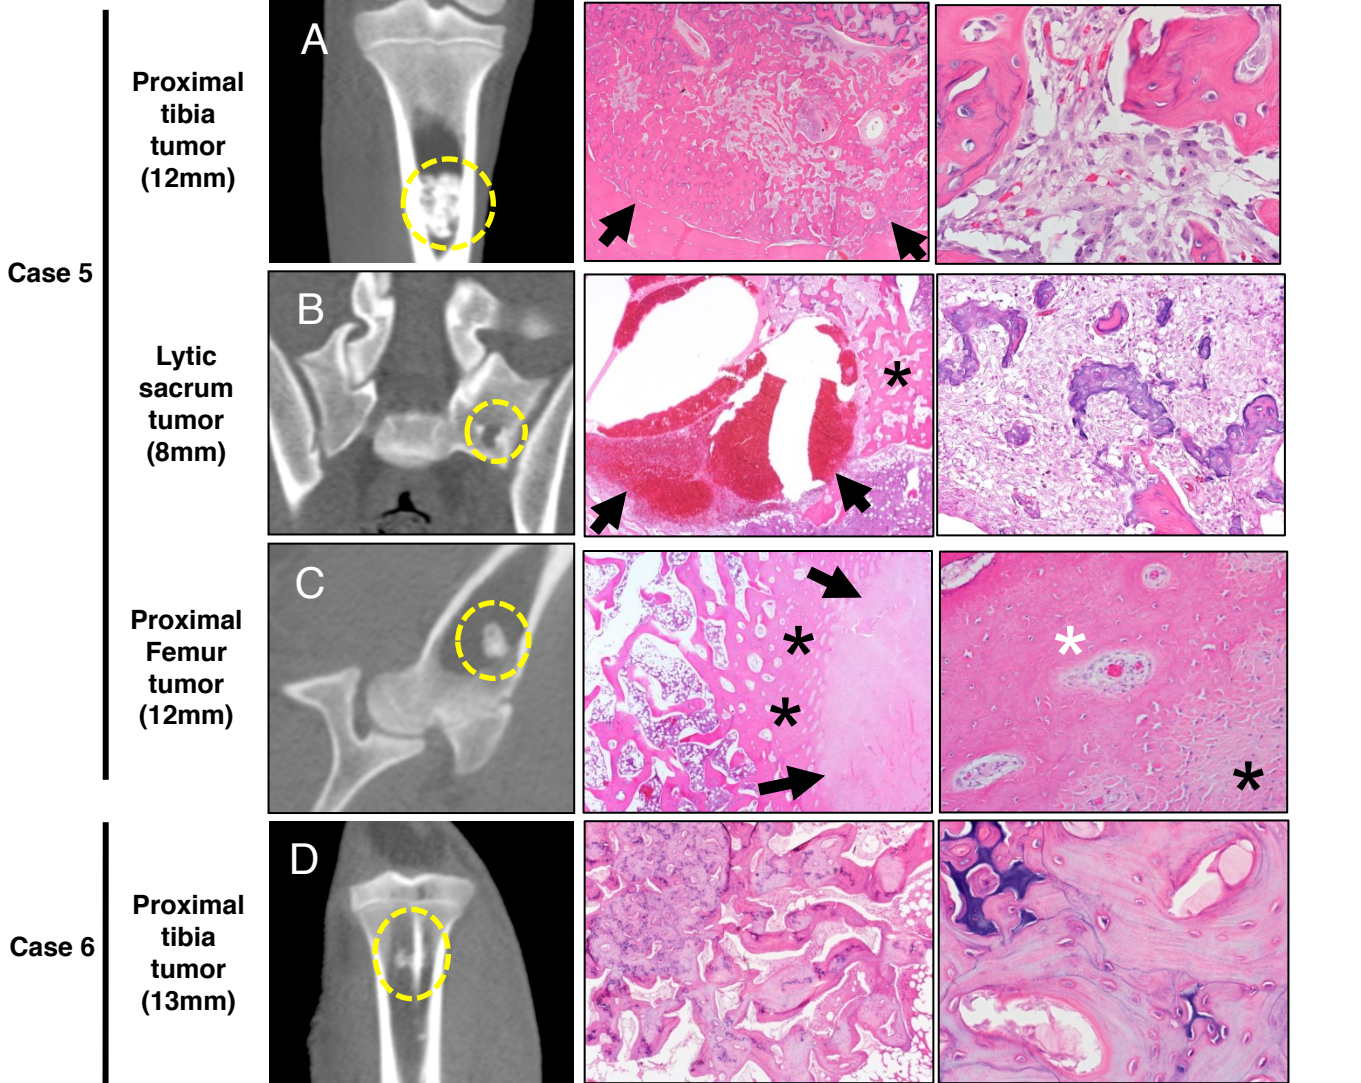 A
Proximal
tibia
tumor
(12mm)
Case 5
B
Lytic
sacrum
tumor
(8mm)
*
C
Proximal
Femur
tumor
(12mm)
*
*
*
*
D
Proximal
tibia
tumor
(13mm)
Case 6